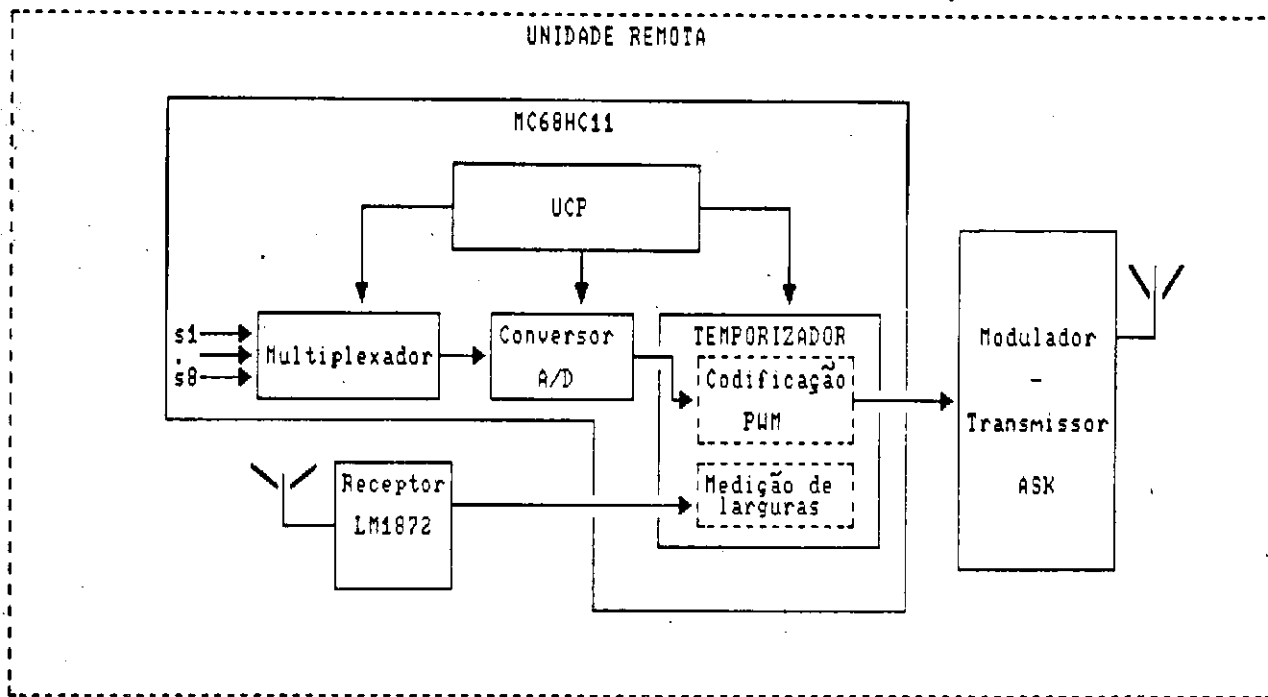 UNIDADE REMOTA
MC68HC11
UCP
s1
.
s8
Multiplexador
Conversor
A/D
TEMPORIZADOR
Codificação
PWM
Medição de
larguras
Receptor
LM1872
Modulador
-
Transmissor
ASK